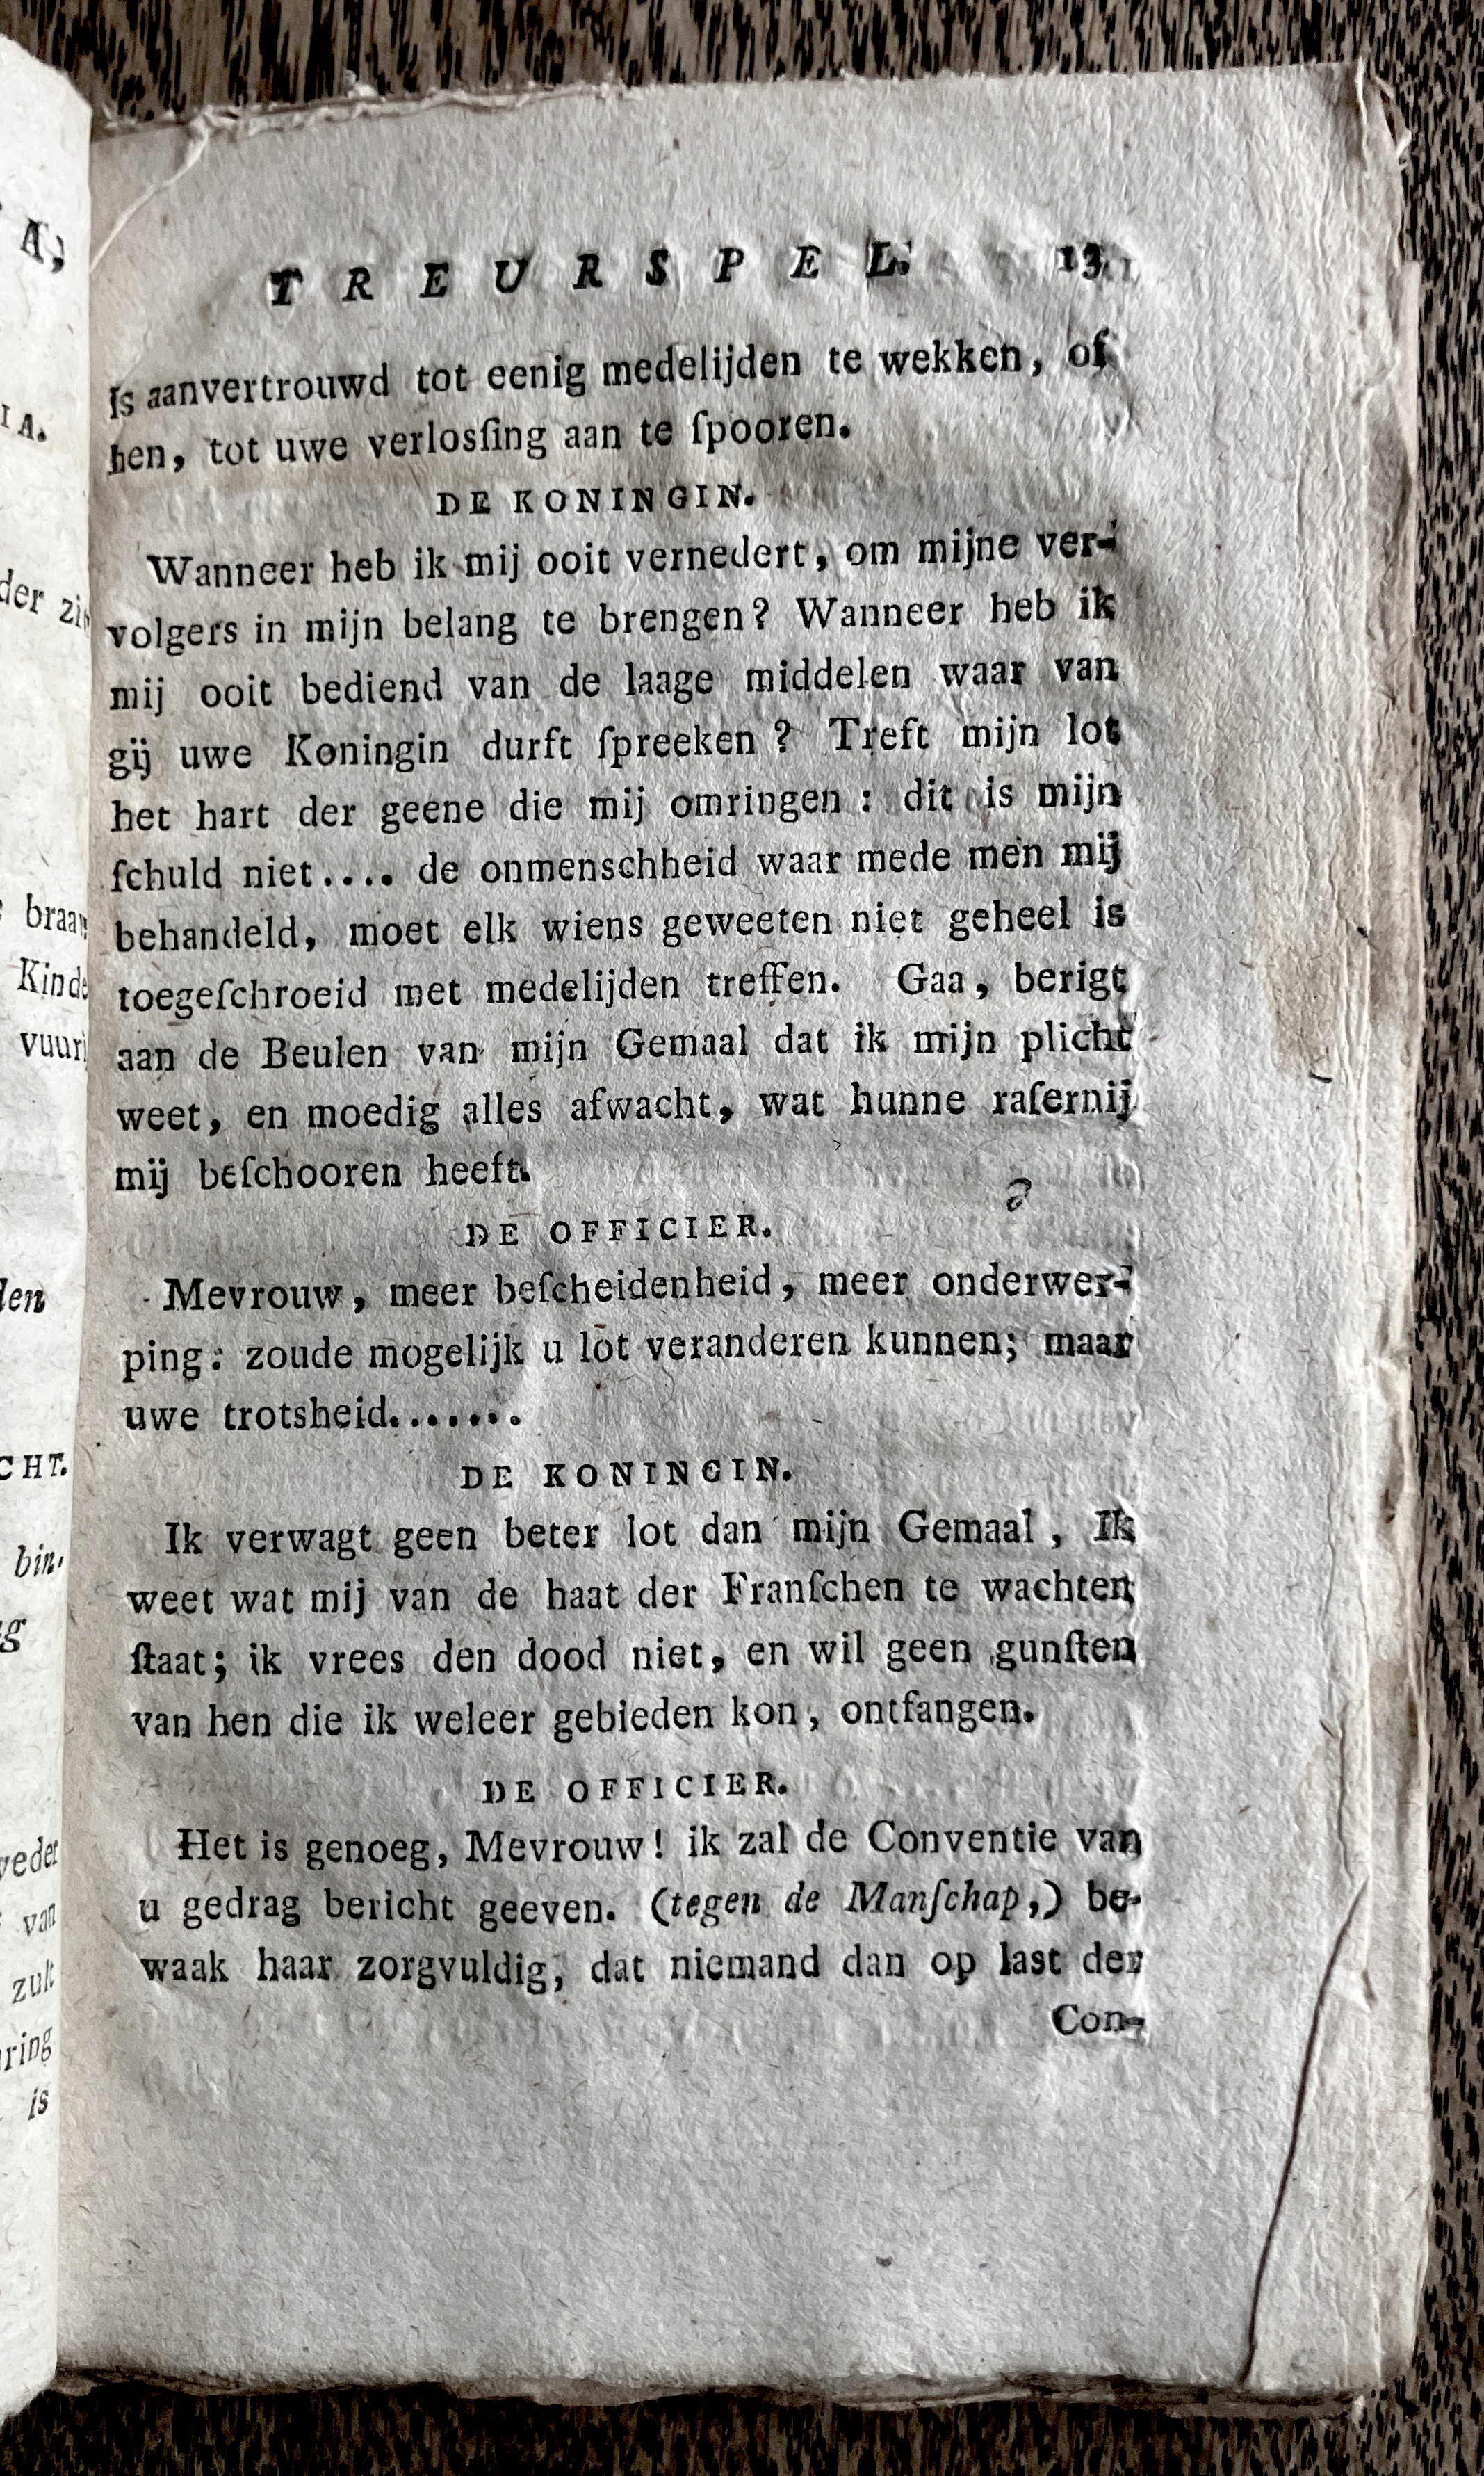 TREURSPEL. 13
is aanvertrouwd tot eenig medelijden te wekken, of
hen, tot uwe verlosſing aan te ſpooren.
DE KONINGIN.
Wanneer heb ik mij ooit vernedert, om mijne ver-
volgers in mijn belang te brengen? Wanneer heb ik
mij ooit bediend van de laage middelen waar van
gij uwe Koningin durft ſpreeken? Treft mijn lot
het hart der geene die mij omringen: dit is mijn
ſchuld niet.... de onmenschheid waar mede men mij
behandeld, moet elk wiens geweeten niet geheel is
toegeſchroeid met medelijden treffen. Gaa, berigt
aan de Beulen van mijn Gemaal dat ik mijn plicht
weet, en moedig alles afwacht, wat hunne raſernij
mij beſchooren heeft.
DE OFFICIER.
Mevrouw, meer beſcheidenheid, meer onderwer-
ping: zoude mogelijk u lot veranderen kunnen; maar
uwe trotsheid.......
DE KONINGIN.
Ik verwagt geen beter lot dan mijn Gemaal, Ik
weet wat mij van de haat der Franſchen te wachten
ſtaat; ik vrees den dood niet, en wil geen gunſten
van hen die ik weleer gebieden kon, ontfangen.
DE OFFICIER.
Het is genoeg, Mevrouw! ik zal de Conventie van
u gedrag bericht geeven. (tegen de Manſchap,) be-
waak haar zorgvuldig, dat niemand dan op last der
Con-